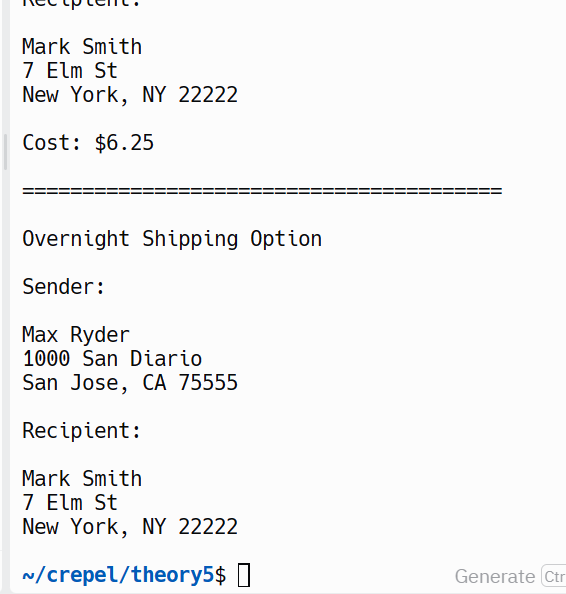 Recipient:
Mark Smith
7 Elm St
New York, NY 22222
Cost: $6.25
========================================
Overnight Shipping Option
Sender:
Max Ryder
1000 San Diario
San Jose, CA 75555
Recipient:
Mark Smith
7 Elm St
New York, NY 22222
~/crepel/theory5$
Generate Ctr